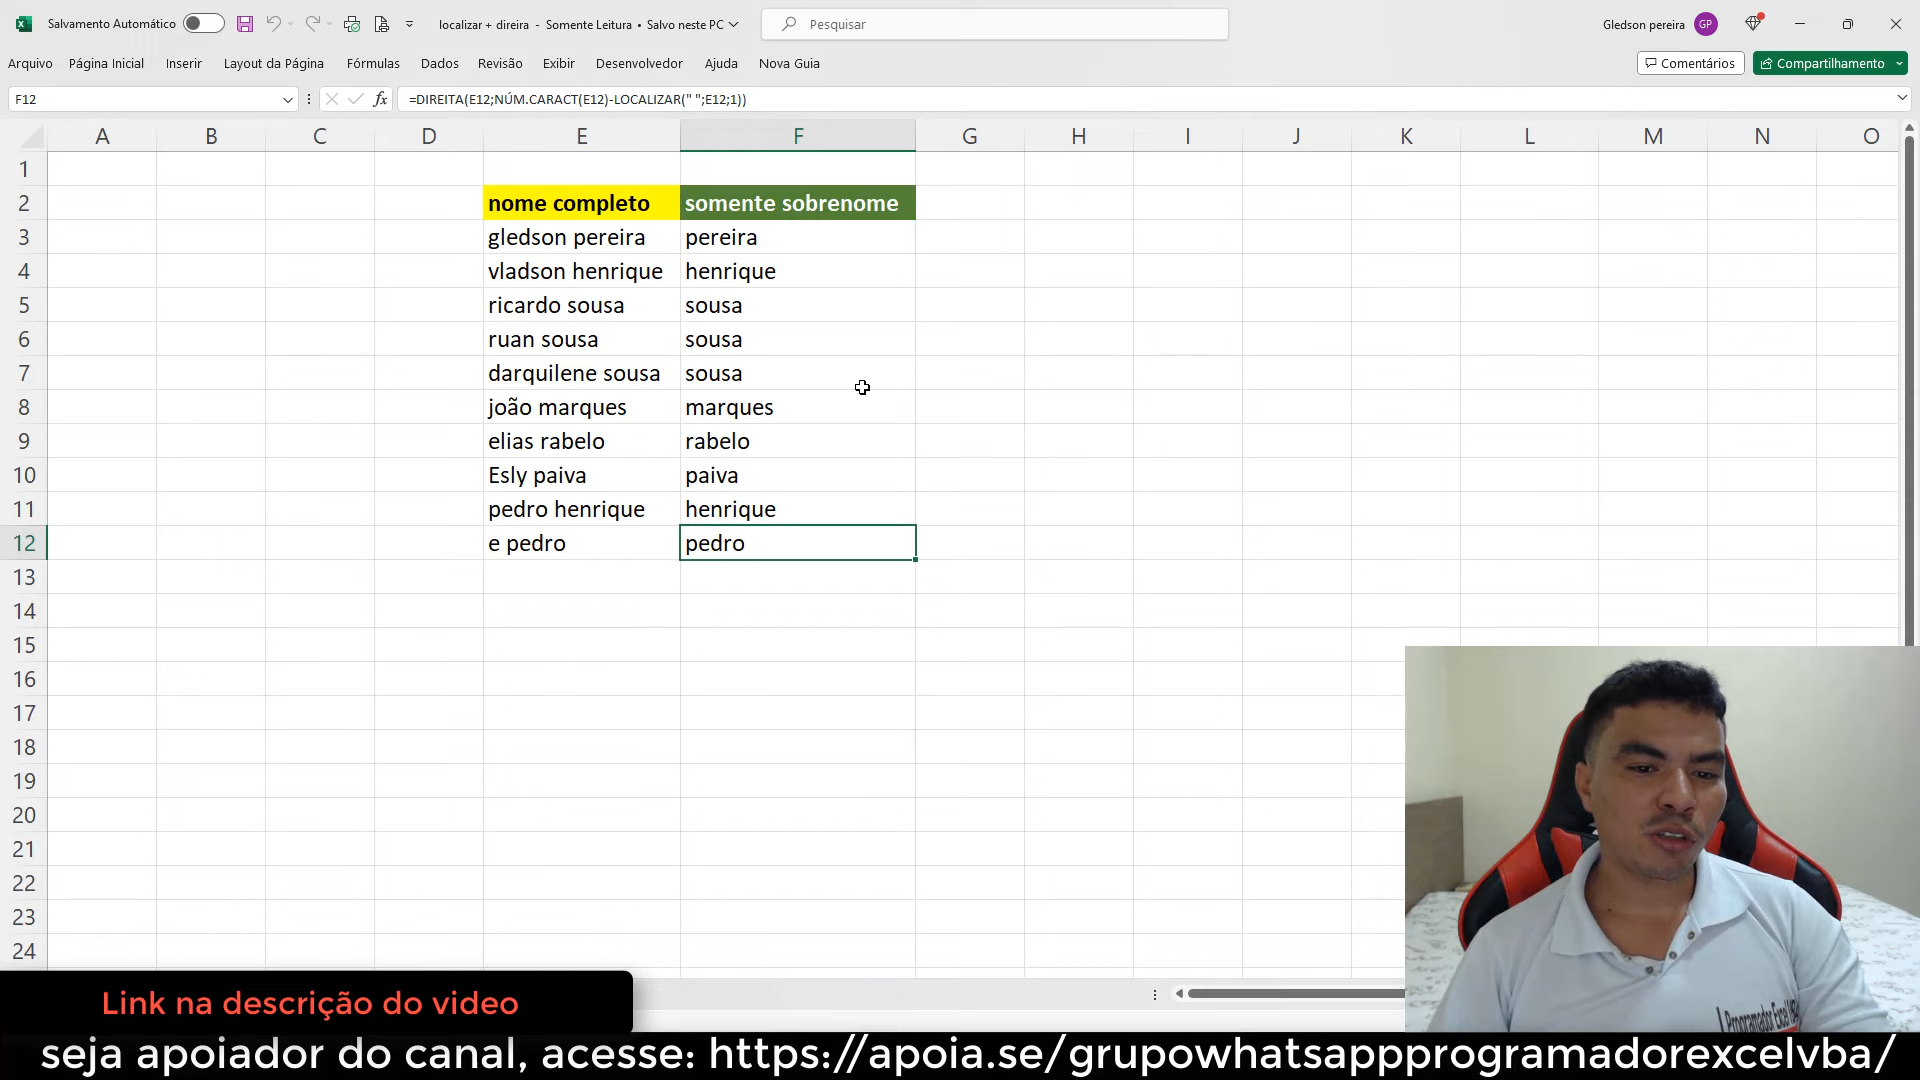 Salvamento Automático
localizar + direira - Somente Leitura • Salvo neste PC
Pesquisar
Gledson pereira
GP
Arquivo Página Inicial Inserir Layout da Página Fórmulas Dados Revisão Exibir Desenvolvedor Ajuda Nova Guia
Comentários
Compartilhamento
F12
fx
=DIREITA(E12;NÚM.CARACT(E12)-LOCALIZAR(" ";E12;1))
A B C D E F G H I J K L M N O
1
2 nome completo somente sobrenome
3 gledson pereira pereira
4 vladson henrique henrique
5 ricardo sousa sousa
6 ruan sousa sousa
7 darquilene sousa sousa
8 joão marques marques
9 elias rabelo rabelo
10 Esly paiva paiva
11 pedro henrique henrique
12 e pedro pedro
13
14
15
16
17
18
19
20
21
22
23
24
Programador Excel
Link na descrição do video
seja apoiador do canal, acesse: https://apoia.se/grupowhatsappprogramadorexcelvba/